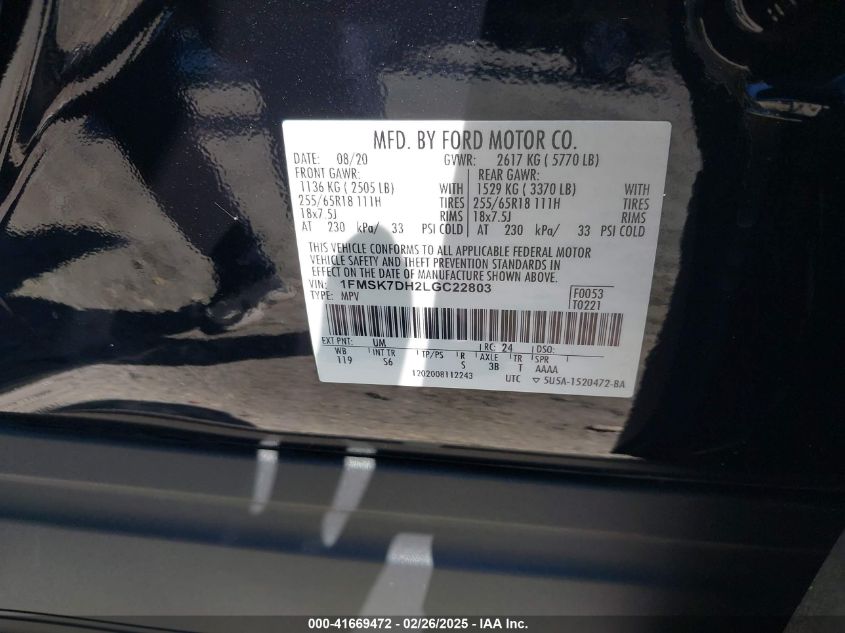 MFD. BY FORD MOTOR CO.
DATE: 08/20 GVWR: 2617 KG ( 5770 LB)
FRONT GAWR: REAR GAWR:
1136 KG ( 2505 LB) WITH 1529 KG ( 3370 LB) WITH
255/65R18 111H TIRES 255/65R18 111H TIRES
18x7.5J RIMS 18x7.5J RIMS
AT 230 kPa/ 33 PSI COLD AT 230 kPa/ 33 PSI COLD
THIS VEHICLE CONFORMS TO ALL APPLICABLE FEDERAL MOTOR
VEHICLE SAFETY AND THEFT PREVENTION STANDARDS IN
EFFECT ON THE DATE OF MANUFACTURE SHOWN ABOVE.
VIN: 1FMSK7DH2LGC22803 F0053
TYPE: MPV T0221
EXT PNT: UM RC: 24 DSO:
WB INT TR TP/PS R AXLE TR SPR
119 S6 S 3B T AAAA
1202008112243 UTC ▽ 5U5A-1520472-BA
000-41669472 - 02/26/2025 - IAA Inc.